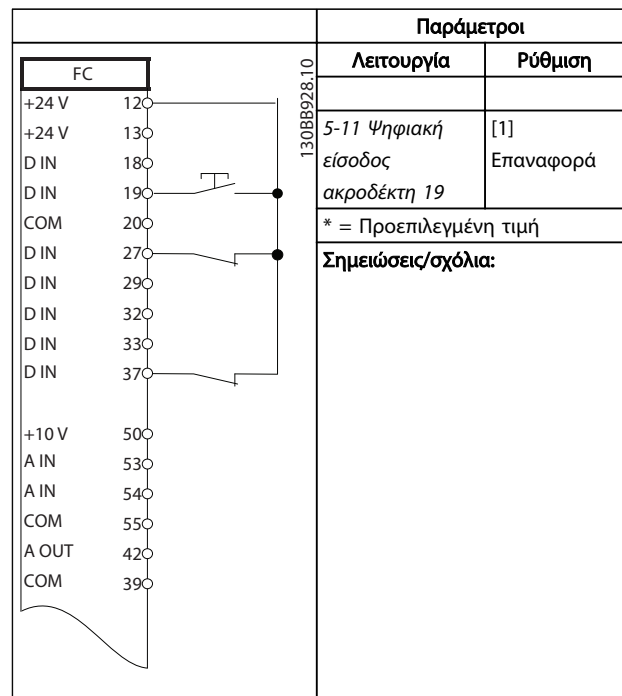 Παράμετροι
Λειτουργία Ρύθμιση
5-11 Ψηφιακή είσοδος ακροδέκτη 19
[1] Επαναφορά
* = Προεπιλεγμένη τιμή
Σημειώσεις/σχόλια:
130BB928.10
FC
+24 V 12
+24 V 13
D IN 18
D IN 19
COM 20
D IN 27
D IN 29
D IN 32
D IN 33
D IN 37
+10 V 50
A IN 53
A IN 54
COM 55
A OUT 42
COM 39